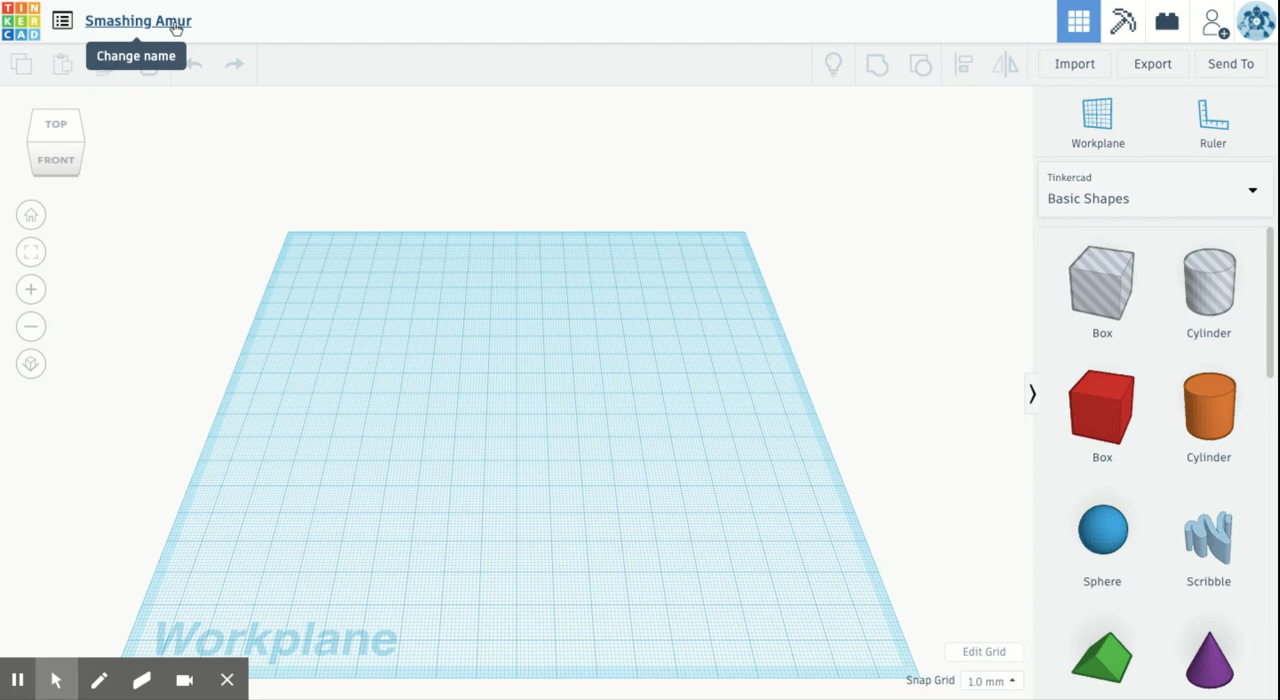 TIN
KER
CAD
Smashing Amur
Change name
Import
Export
Send To
TOP
FRONT
Workplane
Ruler
Tinkercad
Basic Shapes
Box
Cylinder
Box
Cylinder
Sphere
Scribble
Workplane
Edit Grid
Snap Grid
1.0 mm